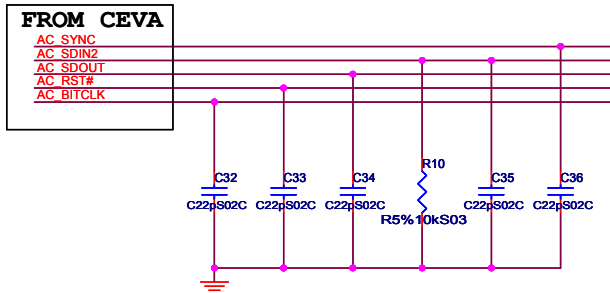 FROM CEVA
AC_SYNC
AC_SDIN2
AC_SDOUT
AC_RST#
AC_BITCLK
R10
C32 C33 C34 C35 C36
C22pS02C C22pS02C C22pS02C C22pS02C C22pS02C
R5%10kS03